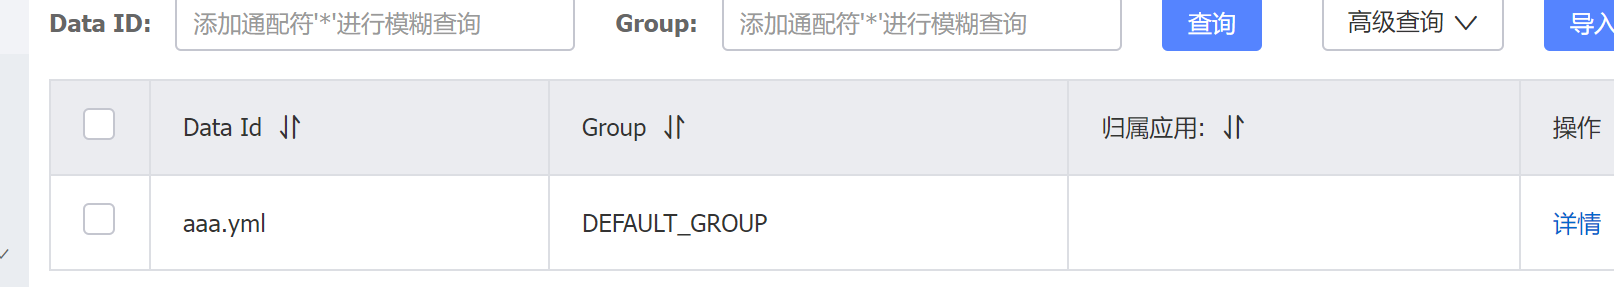 Data ID: 添加通配符'*'进行模糊查询 Group: 添加通配符'*'进行模糊查询 查询 高级查询 导入
Data Id Group 归属应用: 操作
aaa.yml DEFAULT_GROUP 详情